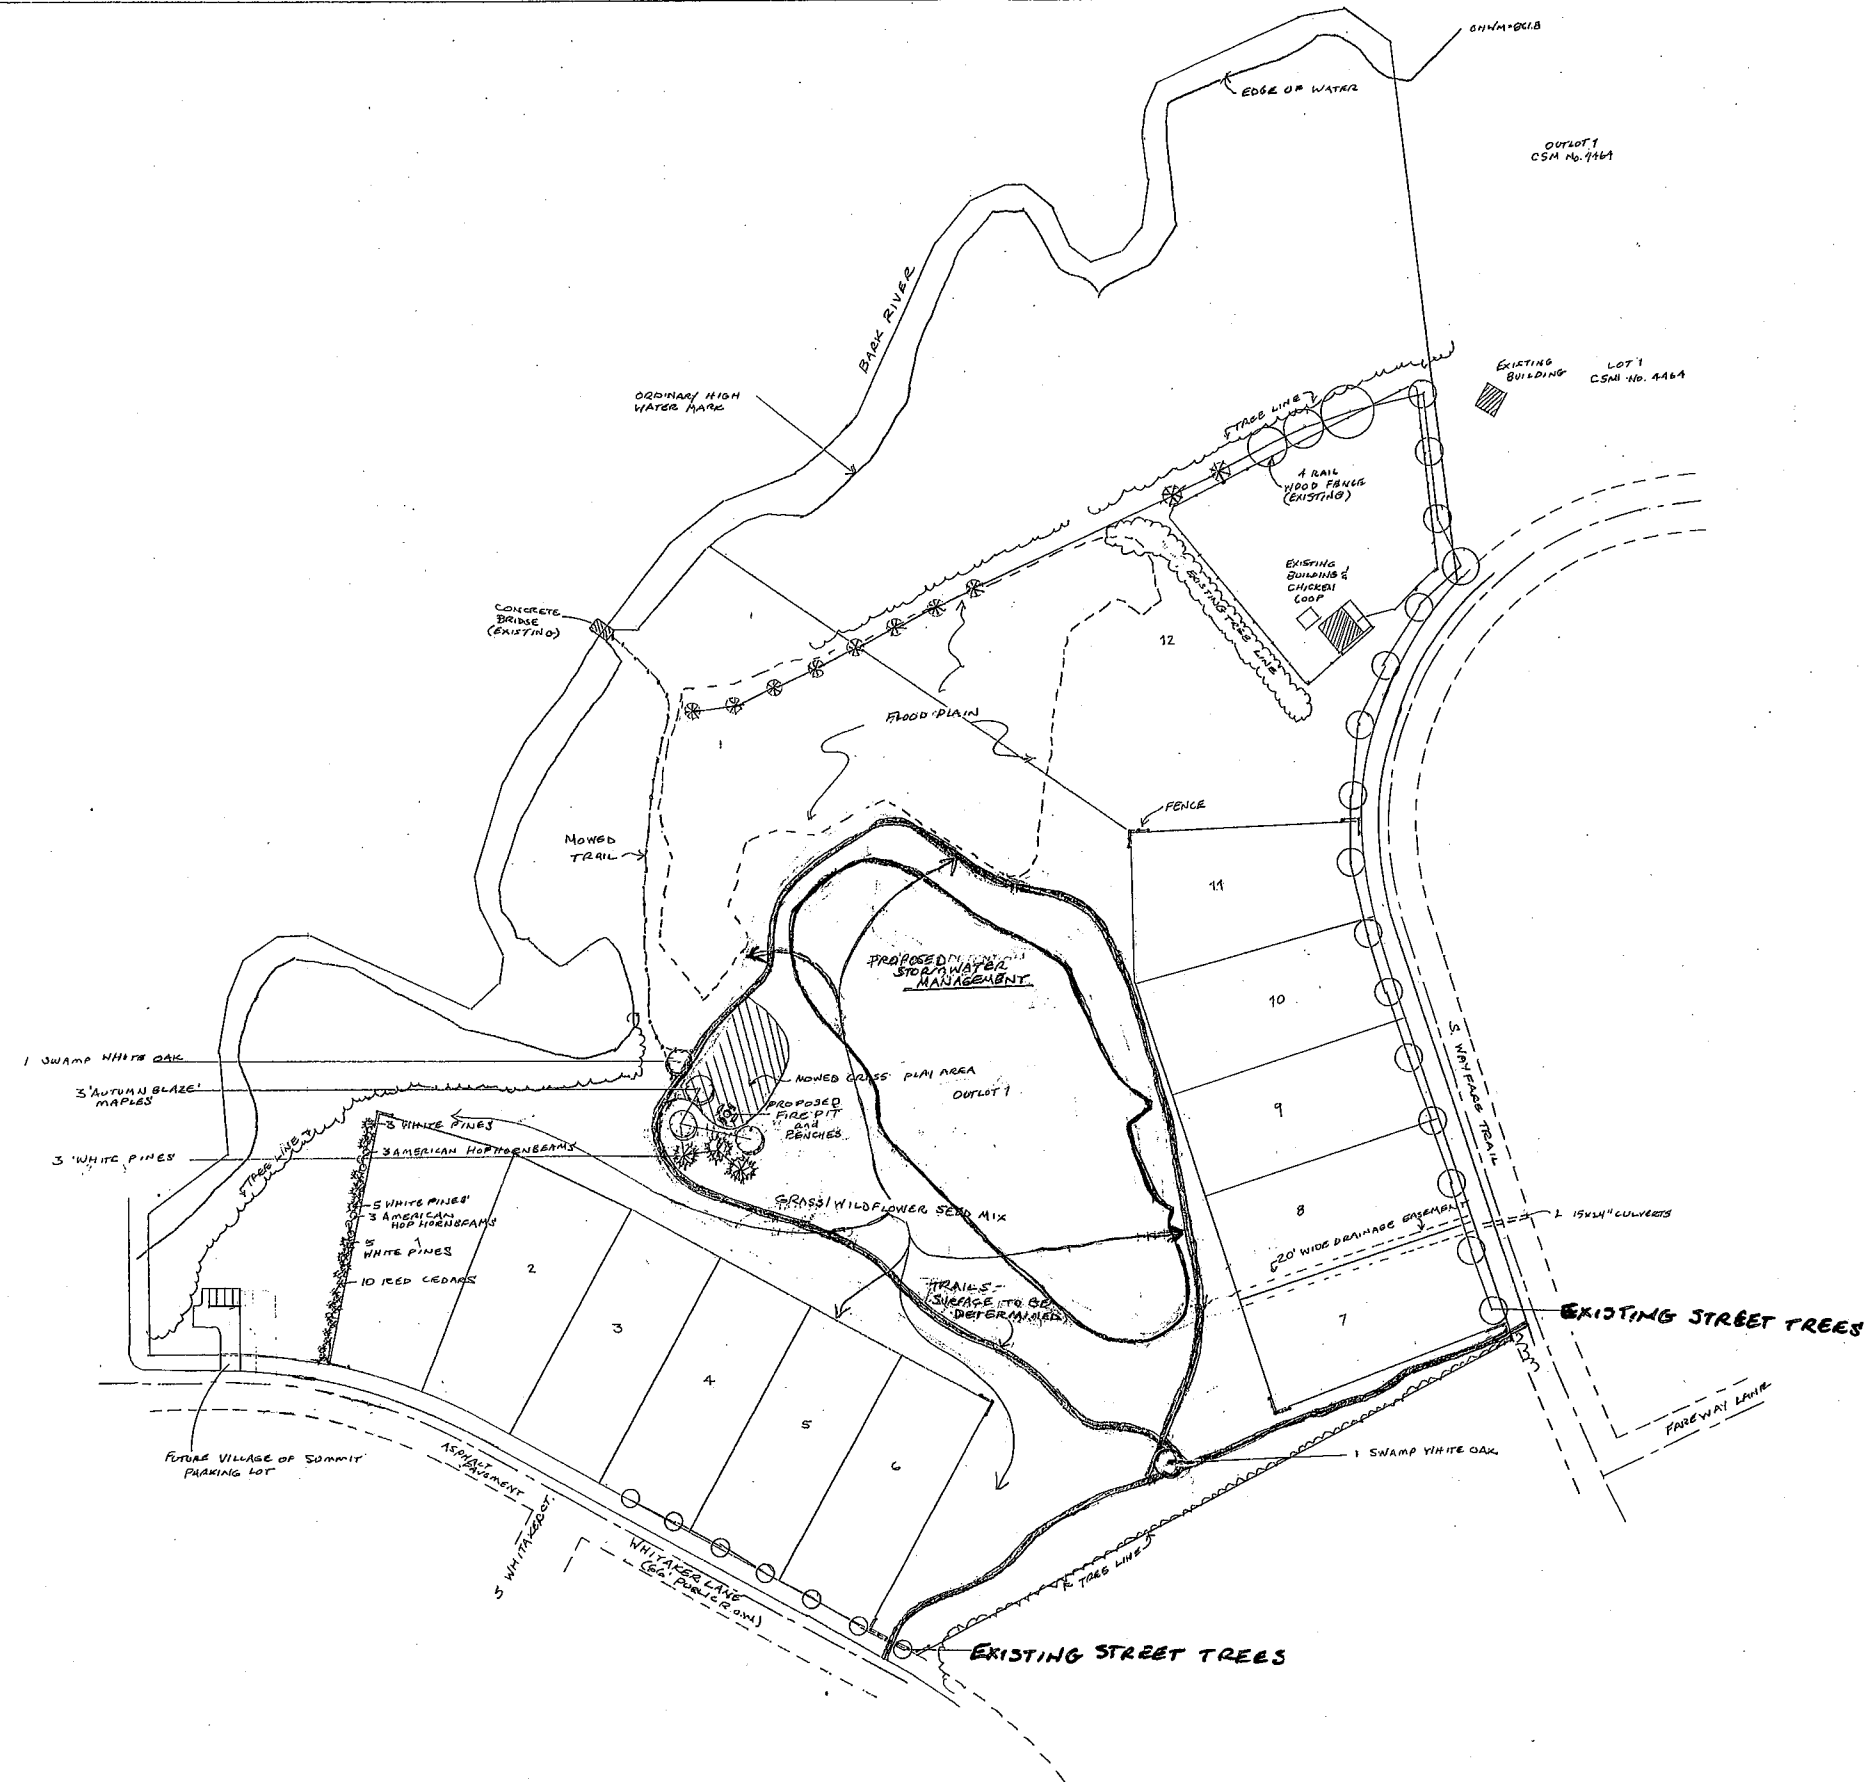 OHWM=861.8
EDGE OF WATER
OUTLOT 1
CSM No. 4464
BARK RIVER
EXISTING
BUILDING
LOT 1
CSM No. 4464
ORDINARY HIGH
WATER MARK
TREE LINE
4 RAIL
WOOD FENCE
(EXISTING)
EXISTING
BUILDING &
CHICKEN
COOP
EXISTING TREE LINE
CONCRETE
BRIDGE
(EXISTING)
12
FLOOD PLAIN
FENCE
MOWED
TRAIL
11
PROPOSED
STORMWATER
MANAGEMENT
10
S. WAYFARE TRAIL
1 SWAMP WHITE OAK
3 'AUTUMN BLAZE'
MAPLES
MOWED GRASS PLAY AREA
OUTLOT 1
PROPOSED
FIRE PIT
and
BENCHES
9
3 WHITE PINES
3 WHITE PINES
3 AMERICAN HOPHORNBEAMS
TREE LINE
5 WHITE PINES
3 AMERICAN
HOP HORNBEAMS
5
WHITE PINES
10 RED CEDARS
GRASS/WILDFLOWER SEED MIX
8
20' WIDE DRAINAGE EASEMENT
2 15x24" CULVERTS
2
TRAILS -
SURFACE TO BE
DETERMINED
3
7
EXISTING STREET TREES
4
5
6
FAREWAY LANE
1 SWAMP WHITE OAK
FUTURE VILLAGE OF SUMMIT
PARKING LOT
ASPHALT
PAVEMENT
S WHITAKER CT.
WHITAKER LANE
(66' PUBLIC R.O.W.)
TREE LINE
EXISTING STREET TREES